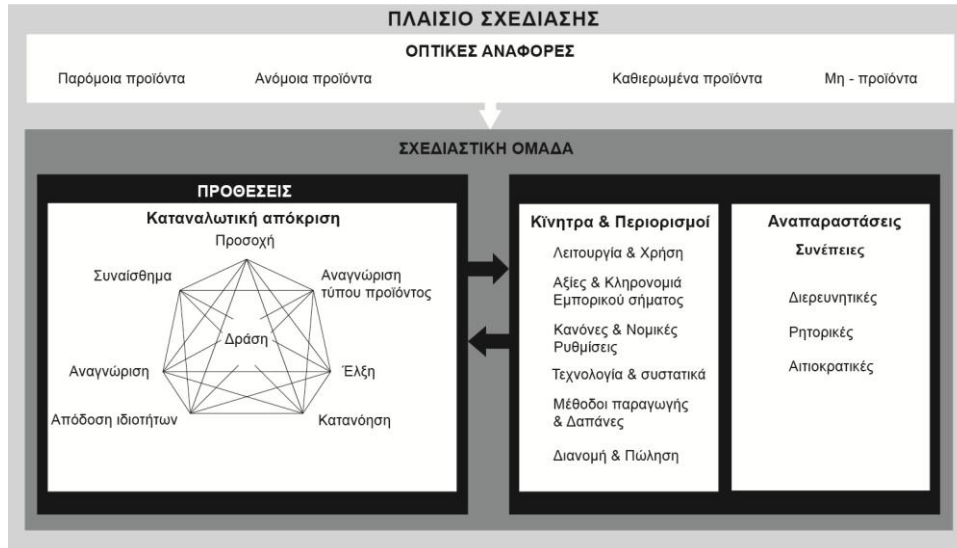 ΠΛΑΙΣΙΟ ΣΧΕΔΙΑΣΗΣ
ΟΠΤΙΚΕΣ ΑΝΑΦΟΡΕΣ
Παρόμοια προϊόντα
Ανόμοια προϊόντα
Καθιερωμένα προϊόντα
Μη - προϊόντα
ΣΧΕΔΙΑΣΤΙΚΗ ΟΜΑΔΑ
ΠΡΟΘΕΣΕΙΣ
Καταναλωτική απόκριση
Προσοχή
Συναίσθημα
Αναγνώριση
τύπου προϊόντος
Δράση
Αναγνώριση
Έλξη
Απόδοση ιδιοτήτων
Κατανόηση
Κϊνητρα & Περιορισμοί
Λειτουργία & Χρήση
Αξίες & Κληρονομιά
Εμπορικού σήματος
Κανόνες & Νομικές
Ρυθμίσεις
Τεχνολογία & συστατικά
Μέθοδοι παραγωγής
& Δαπάνες
Διανομή & Πώληση
Αναπαραστάσεις
Συνέπειες
Διερευνητικές
Ρητορικές
Αιτιοκρατικές